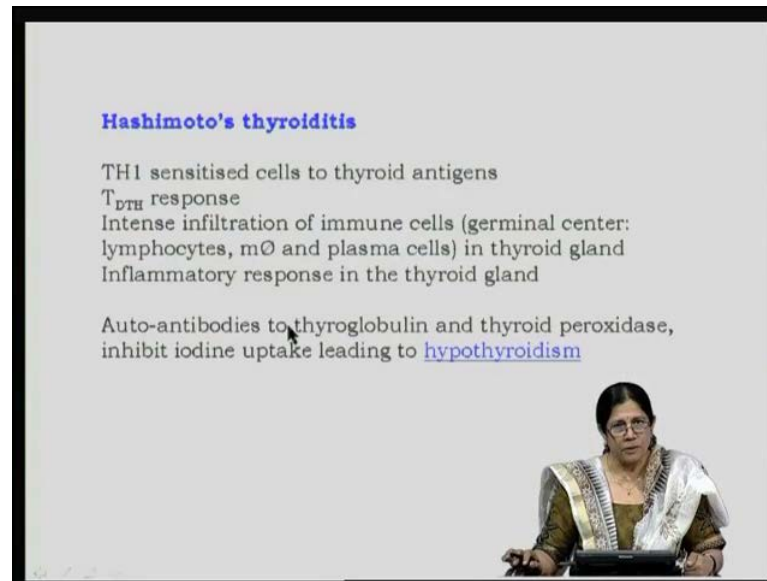 Hashimoto's thyroiditis
TH1 sensitised cells to thyroid antigens
T_DTH response
Intense infiltration of immune cells (germinal center:
lymphocytes, mØ and plasma cells) in thyroid gland
Inflammatory response in the thyroid gland
Auto-antibodies to thyroglobulin and thyroid peroxidase,
inhibit iodine uptake leading to hypothyroidism